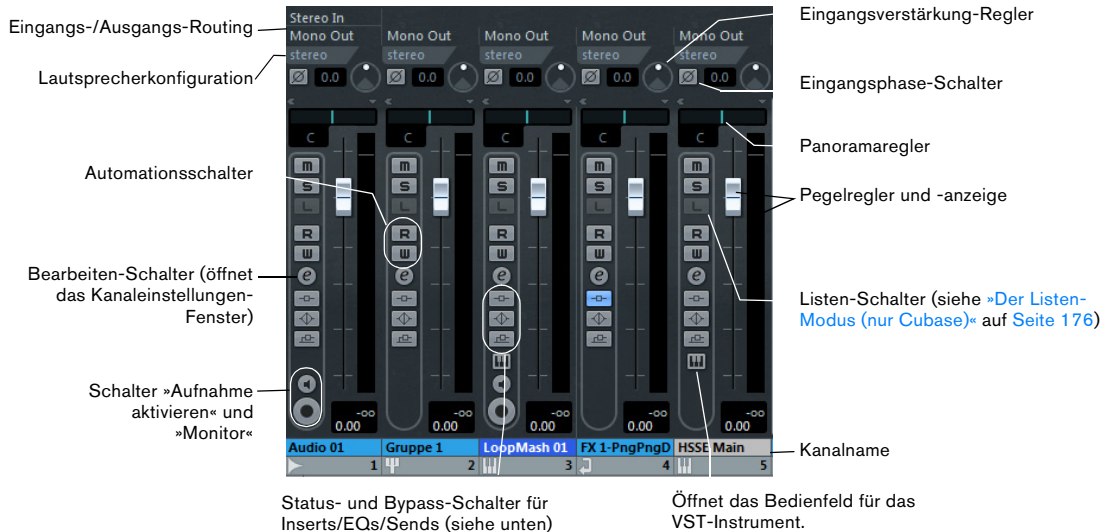 Eingangs-/Ausgangs-Routing
Lautsprecherkonfiguration
Automationsschalter
Bearbeiten-Schalter (öffnet
das Kanaleinstellungen-
Fenster)
Schalter »Aufnahme
aktivieren« und
»Monitor«
Stereo In
Mono Out Mono Out Mono Out Mono Out Mono Out
stereo stereo stereo stereo stereo
0.0 0.0 0.0 0.0 0.0
C C C C C
m m m m m
S S S S S
L L L L L
R R R R R
W W W W W
e e e e e
-oo -oo -oo -oo -oo
0.00 0.00 0.00 0.00 0.00
Audio 01 Gruppe 1 LoopMash 01 FX 1-PngPngD HSSE Main
1 2 3 4 5
Eingangsverstärkung-Regler
Eingangsphase-Schalter
Panoramaregler
Pegelregler und -anzeige
Listen-Schalter (siehe »Der Listen-
Modus (nur Cubase)« auf Seite 176)
Kanalname
Status- und Bypass-Schalter für
Inserts/EQs/Sends (siehe unten)
Öffnet das Bedienfeld für das
VST-Instrument.